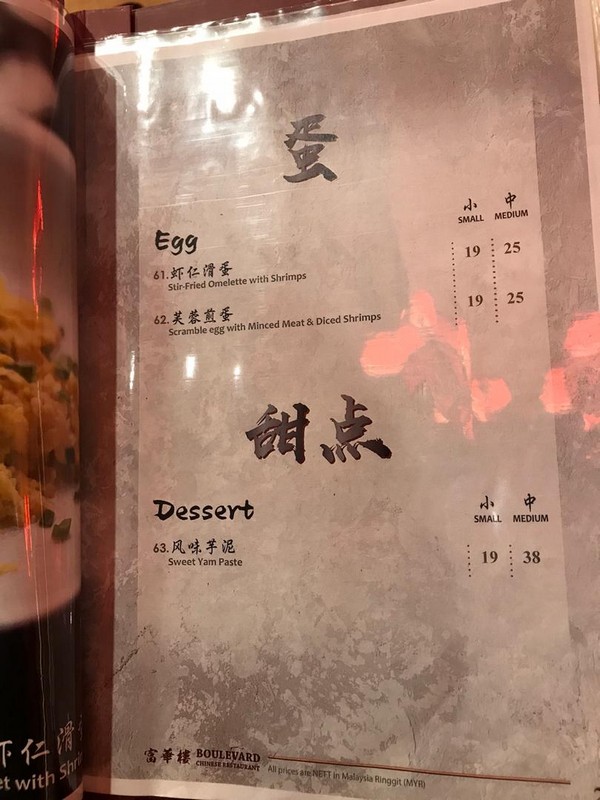 蛋
小 中
SMALL MEDIUM
Egg
61.虾仁滑蛋 19 25
Stir-Fried Omelette with Shrimps
62.芙蓉煎蛋 19 25
Scramble egg with Minced Meat & Diced Shrimps
甜点
小 中
SMALL MEDIUM
Dessert
63.风味芋泥 19 38
Sweet Yam Paste
富華樓 BOULEVARD
CHINESE RESTAURANT
All prices are NETT in Malaysia Ringgit (MYR)
虾仁滑
with